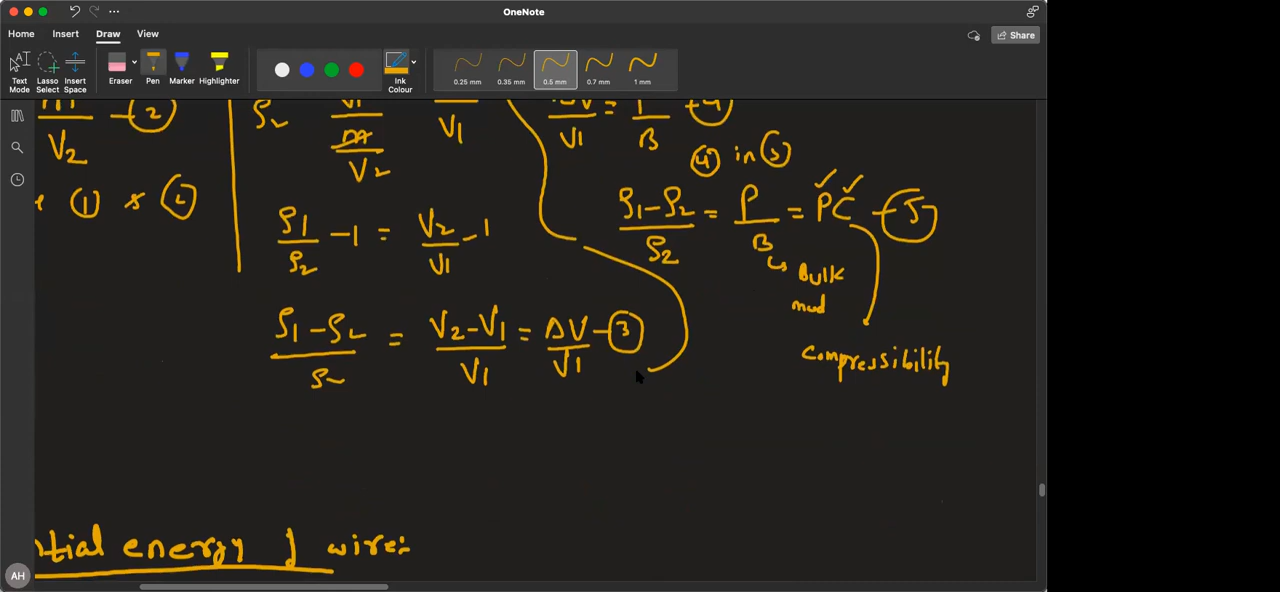 OneNote
Home Insert Draw View
Share
Text Mode
Lasso Select
Insert Space
Eraser
Pen
Marker
Highlighter
Ink Colour
0.25 mm 0.35 mm 0.5 mm 0.7 mm 1 mm
m/V2 - (2)
(1) & (2)
ρ2
V1
V2
V1
ρ1/ρ2 - 1 = V2/V1 - 1
(ρ1 - ρ2)/ρ2 = (V2 - V1)/V1 = ΔV/V1 - (3)
ΔV/V1 = P/B - (4)
(4) in (3)
(ρ1 - ρ2)/ρ2 = P/B = PC - (5)
Bulk
mod
Compressibility
ntial energy of wire:
AH